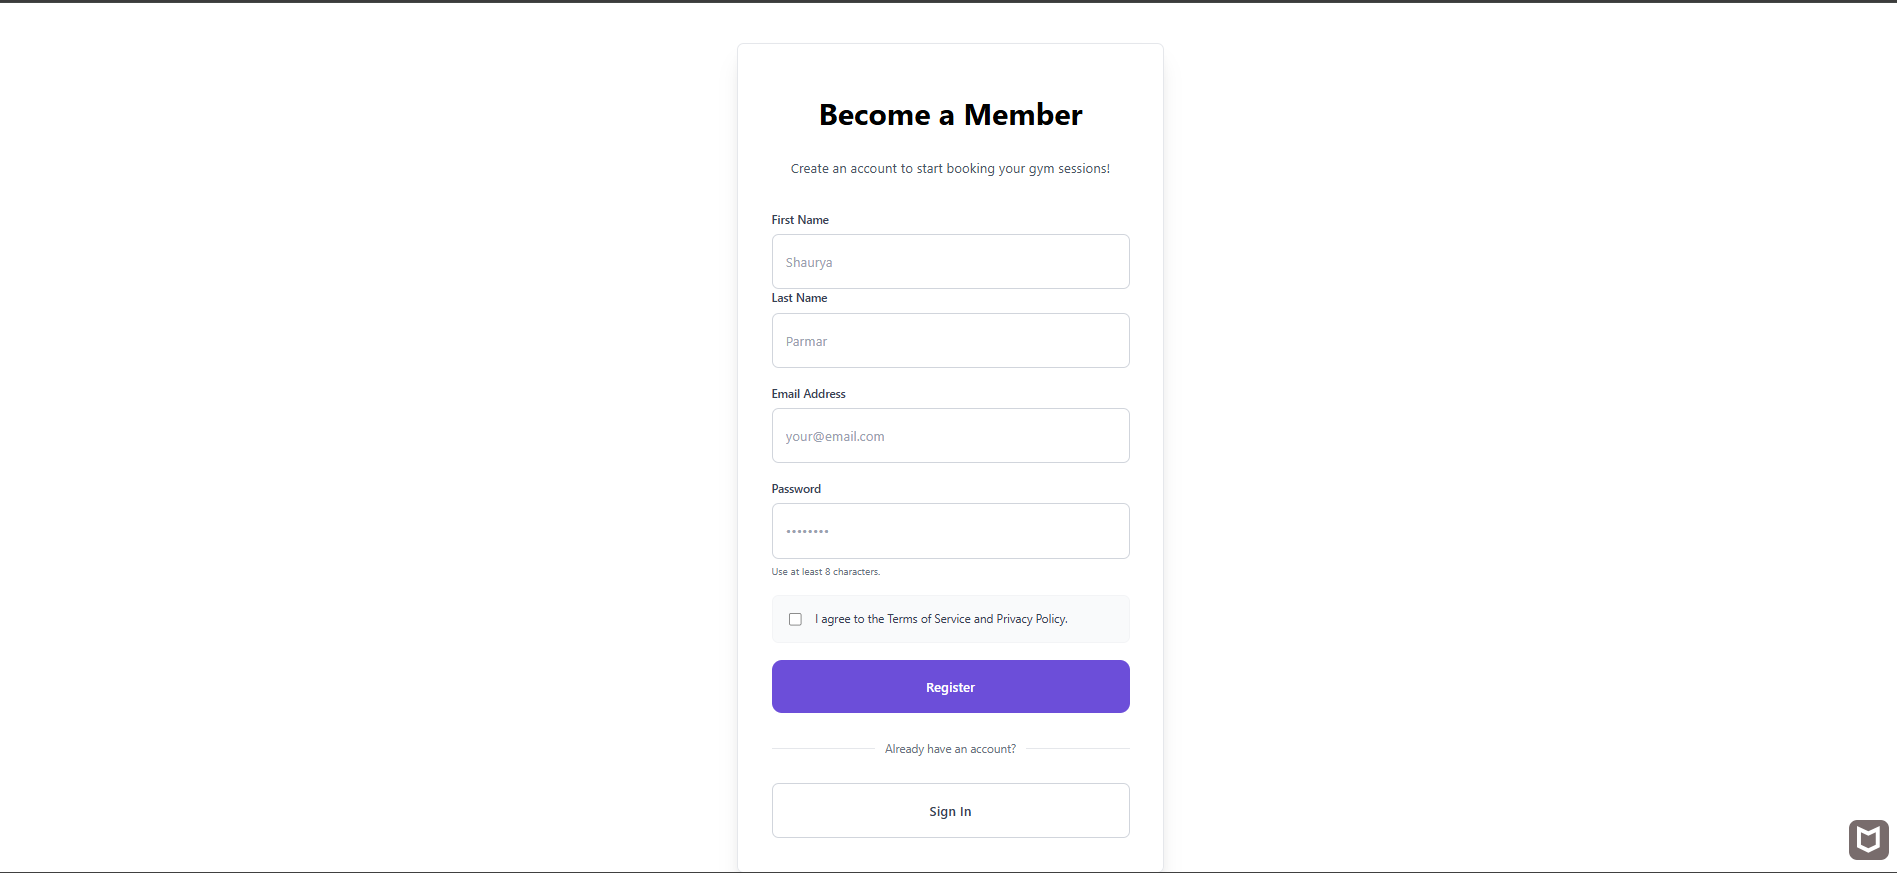 Become a Member
Create an account to start booking your gym sessions!
First Name
Shaurya
Last Name
Parmar
Email Address
your@email.com
Password
••••••••
Use at least 8 characters.
I agree to the Terms of Service and Privacy Policy.
Register
Already have an account?
Sign In